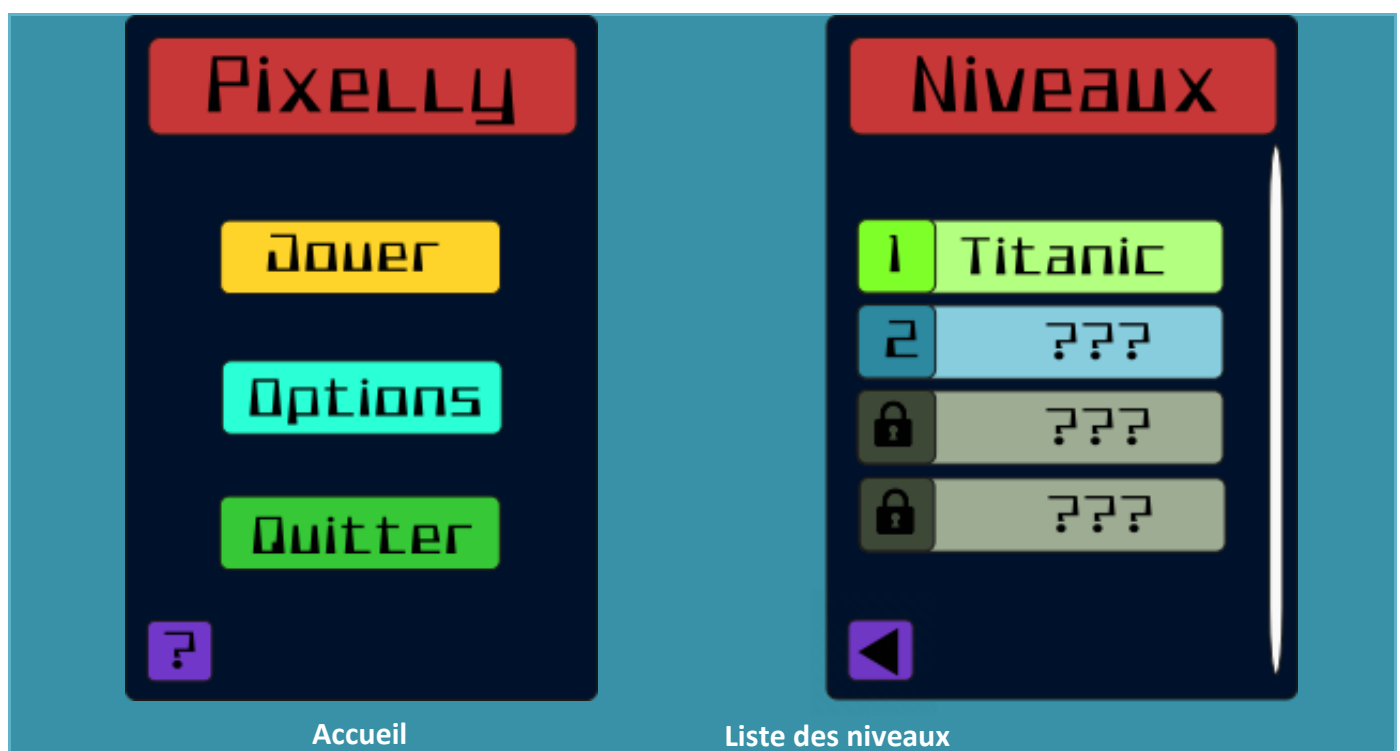 Pixelly
Jouer
Options
Quitter
?
Accueil
Niveaux
1 Titanic
2 ???
???
???
Liste des niveaux